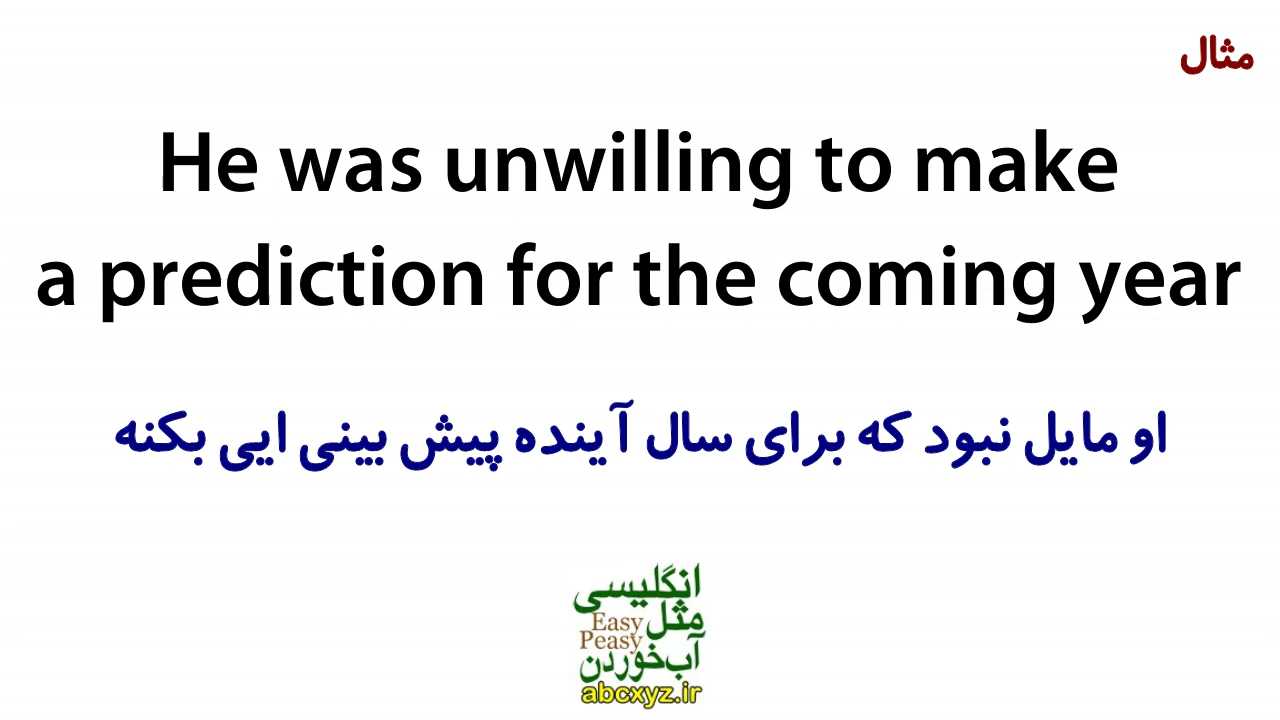 مثال
He was unwilling to make
a prediction for the coming year
او مایل نبود که برای سال آینده پیش بینی ایی بکنه
انگلیسی
مثل
Easy
Peasy
آب‌خوردن
abcxyz.ir